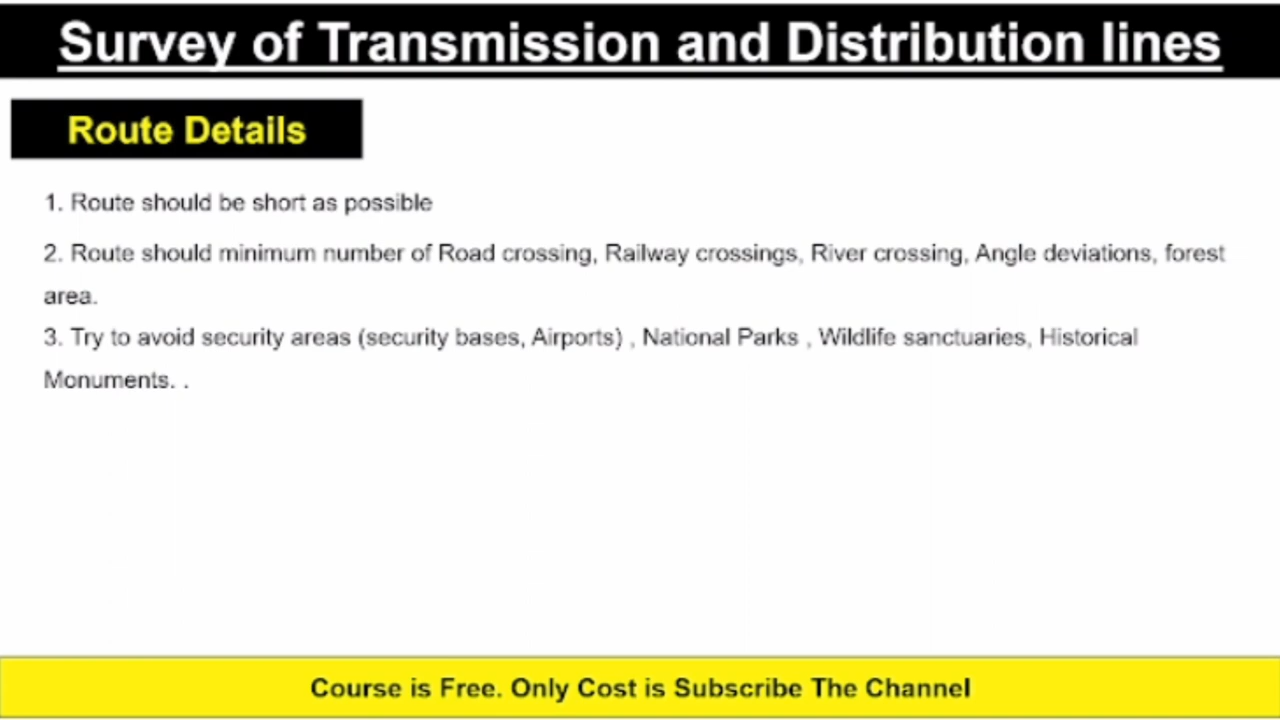 Survey of Transmission and Distribution lines
Route Details
1. Route should be short as possible
2. Route should minimum number of Road crossing, Railway crossings, River crossing, Angle deviations, forest
area.
3. Try to avoid security areas (security bases, Airports) , National Parks , Wildlife sanctuaries, Historical
Monuments. .
Course is Free. Only Cost is Subscribe The Channel